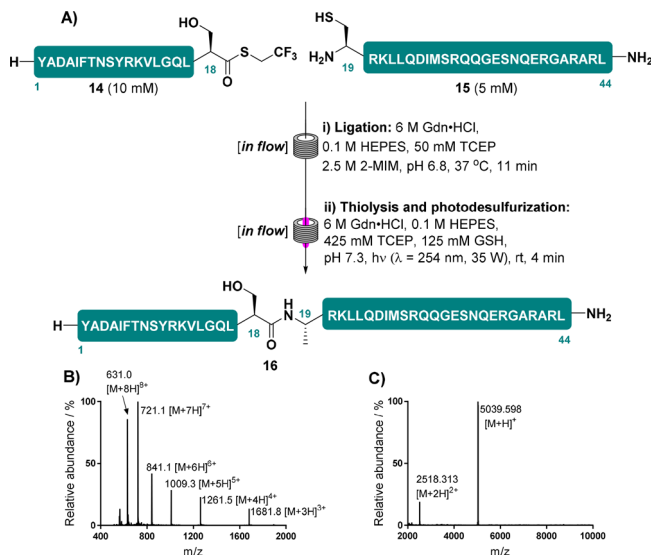 A)
HO
H YADAIFTNSYRKVLGQL S CF3
O
1 14 (10 mM) 18
HS
H2N RKLLQDIMSRQQGESNQERGARARL NH2
19 15 (5 mM) 44
[in flow]
i) Ligation: 6 M Gdn•HCl,
0.1 M HEPES, 50 mM TCEP
2.5 M 2-MIM, pH 6.8, 37 °C, 11 min
[in flow]
ii) Thiolysis and photodesulfurization:
6 M Gdn•HCl, 0.1 M HEPES,
425 mM TCEP, 125 mM GSH,
pH 7.3, hν (λ = 254 nm, 35 W), rt, 4 min
HO
H YADAIFTNSYRKVLGQL H N 19 RKLLQDIMSRQQGESNQERGARARL NH2
1 18 O 44
16
B)
631.0
[M+8H]8+
721.1 [M+7H]7+
841.1 [M+6H]6+
1009.3 [M+5H]5+
1261.5 [M+4H]4+
1681.8 [M+3H]3+
Relative abundance / %
100
50
0
400 800 1200 1600 2000
m/z
C)
5039.598
[M+H]+
2518.313
[M+2H]2+
Relative abundance / %
100
50
0
2000 4000 6000 8000 10000
m/z